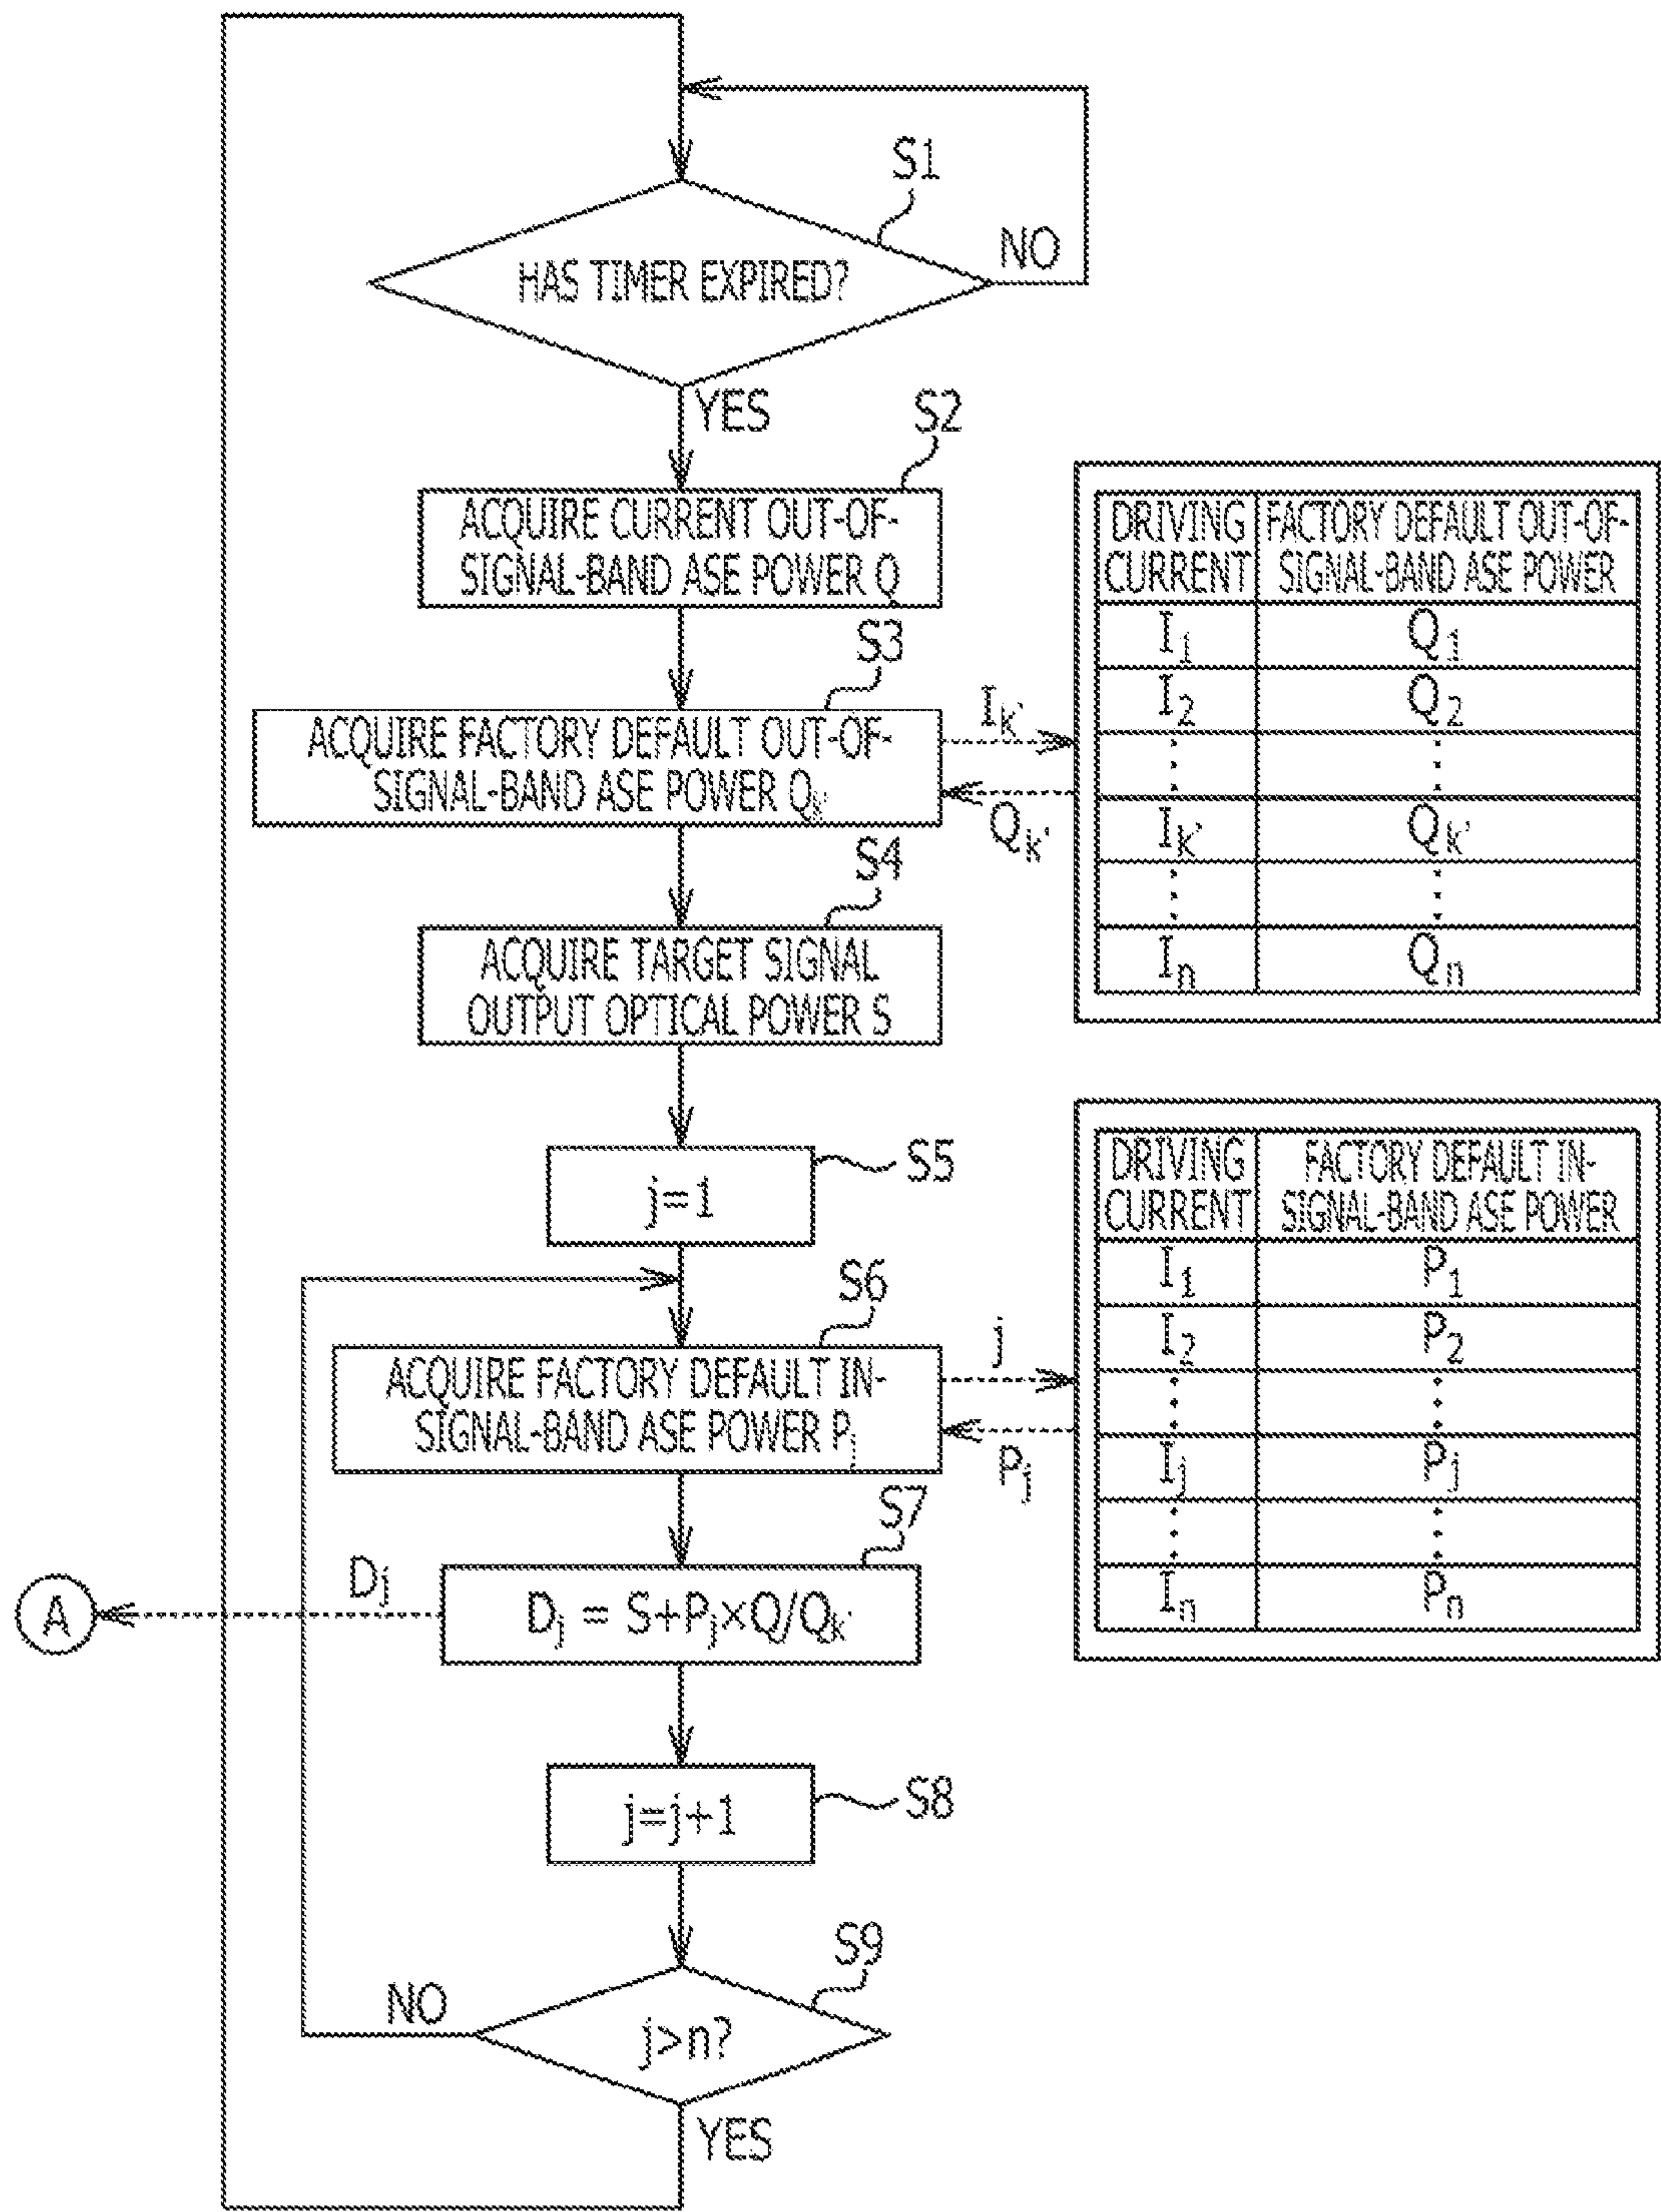 S1
HAS TIMER EXPIRED?
NO
YES
S2
ACQUIRE CURRENT OUT-OF-
SIGNAL-BAND ASE POWER Q
S3
ACQUIRE FACTORY DEFAULT OUT-OF-
SIGNAL-BAND ASE POWER Qk'
Ik'
Qk'
DRIVING
CURRENT
FACTORY DEFAULT OUT-OF-
SIGNAL-BAND ASE POWER
I1 Q1
I2 Q2
⋮ ⋮
Ik' Qk'
⋮ ⋮
In Qn
S4
ACQUIRE TARGET SIGNAL
OUTPUT OPTICAL POWER S
S5
j=1
S6
ACQUIRE FACTORY DEFAULT IN-
SIGNAL-BAND ASE POWER Pj
j
Pj
DRIVING
CURRENT
FACTORY DEFAULT IN-
SIGNAL-BAND ASE POWER
I1 P1
I2 P2
⋮ ⋮
Ij Pj
⋮ ⋮
In Pn
S7
Dj = S+Pj×Q/Qk'
Dj
A
S8
j=j+1
S9
j>n?
NO
YES